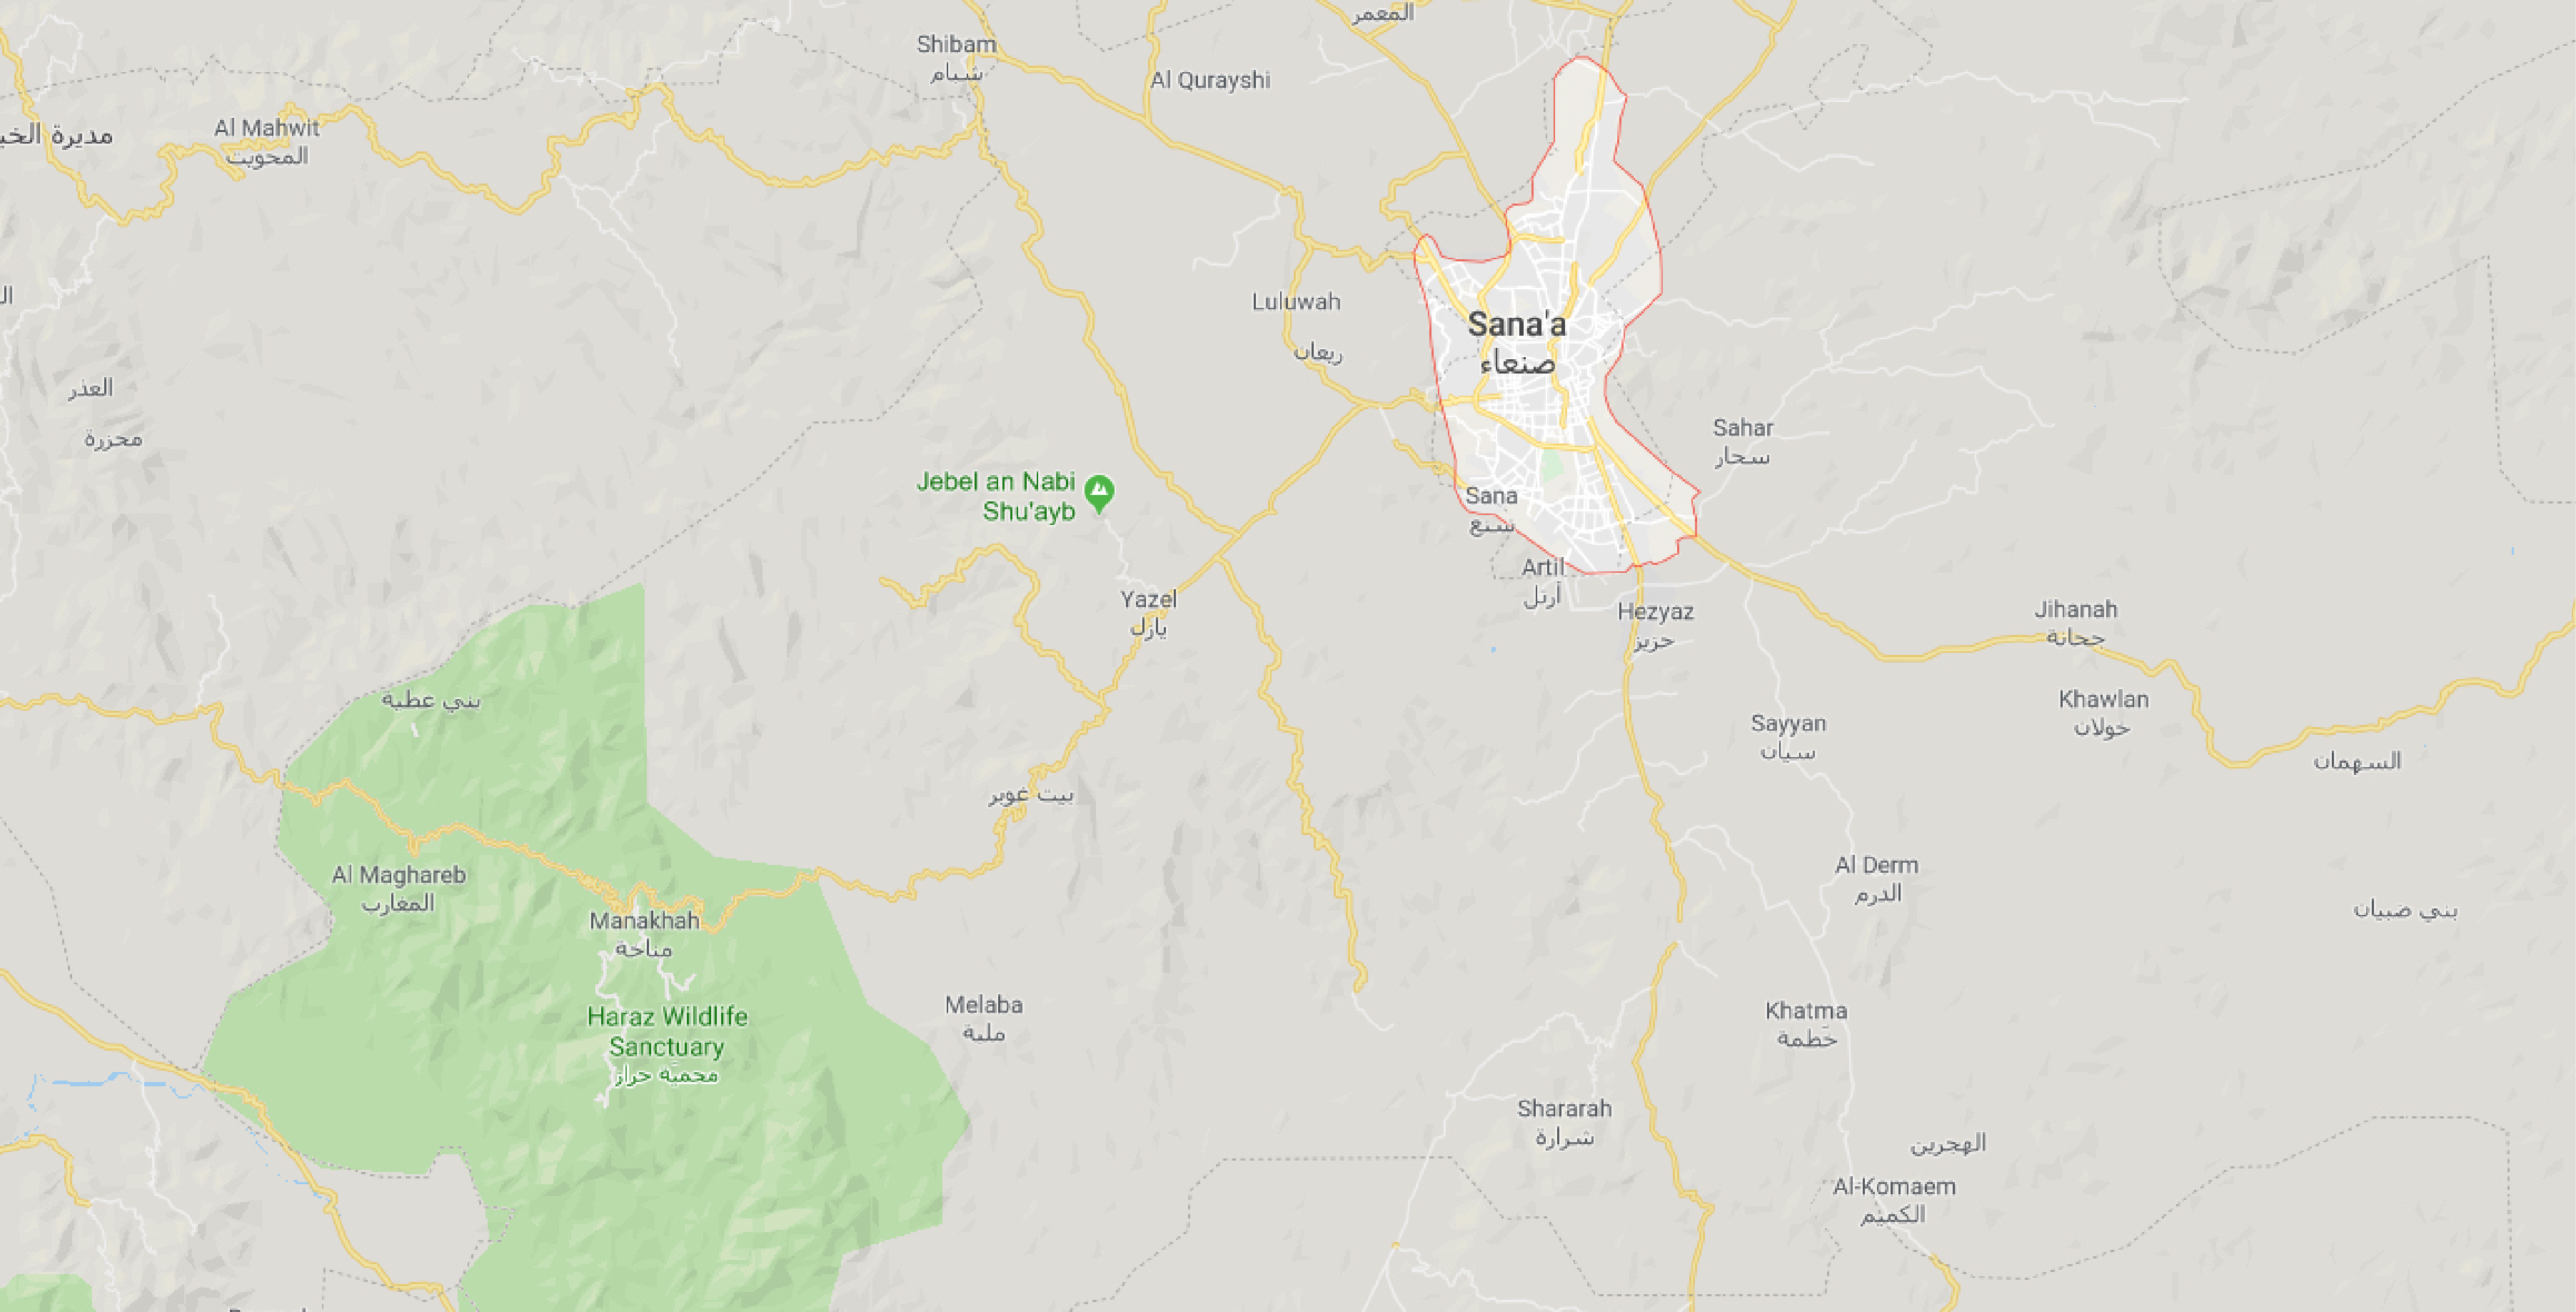 المعمر
Shibam
شبام
Al Qurayshi
Al Mahwit
المحويت
مديرة الخب
ال
Luluwah
ريعان
Sana'a
صنعاء
العذر
محزرة
Sahar
سحار
Jebel an Nabi
Shu'ayb
Sana
سنع
Artil
أرتل
Yazel
يازل
Hezyaz
حزيز
Jihanah
جحانة
Khawlan
خولان
بني عطية
Sayyan
سيان
السهمان
بيت غوبر
Al Maghareb
المغارب
Al Derm
الدرم
بني ضبيان
Manakhah
مناخة
Melaba
ملبة
Haraz Wildlife
Sanctuary
محمية حراز
Khatma
خطمة
Shararah
شرارة
الهجرين
Al-Komaem
الكميم